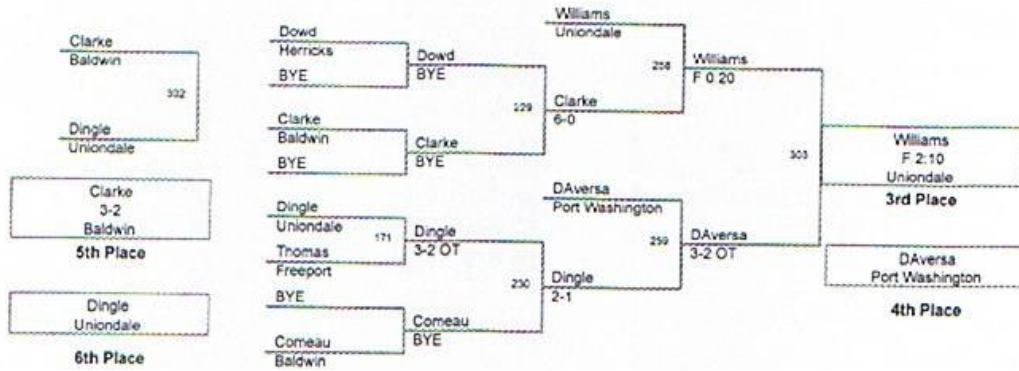 Clarke
Baldwin
302
Dingle
Uniondale
Clarke
3-2
Baldwin
5th Place
Dingle
Uniondale
6th Place
Dowd
Herricks
BYE
Clarke
Baldwin
BYE
Dingle
Uniondale
171
Thomas
Freeport
BYE
Comeau
Baldwin
Dowd
BYE
229
Clarke
BYE
Dingle
3-2 OT
230
Comeau
BYE
Williams
Uniondale
258
Clarke
6-0
DAversa
Port Washington
259
Dingle
2-1
Williams
F 0:20
303
DAversa
3-2 OT
Williams
F 2:10
Uniondale
3rd Place
DAversa
Port Washington
4th Place